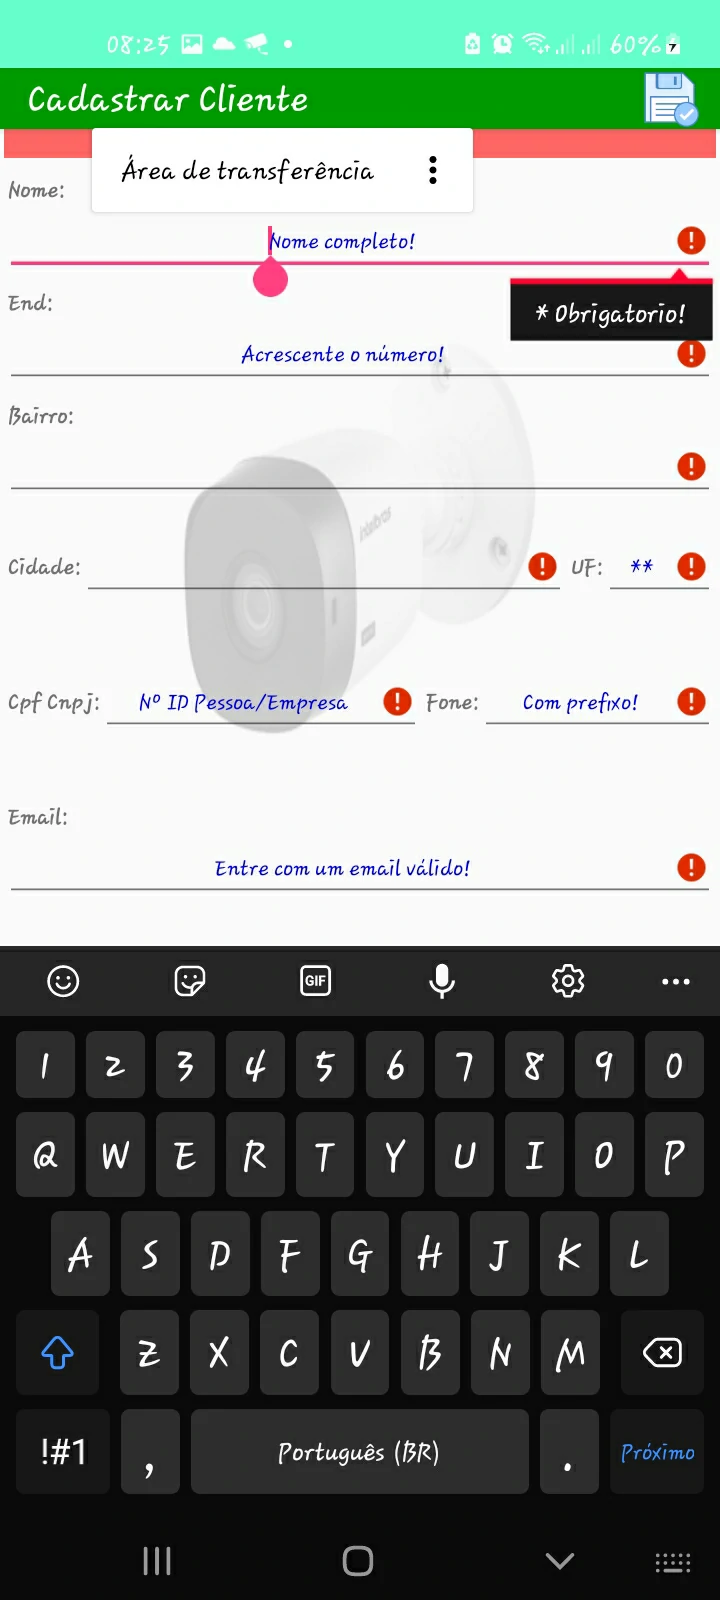 08:25 60%
Cadastrar Cliente
Área de transferência
Nome:
Nome completo!
End:
* Obrigatorio!
Acrescente o número!
Bairro:
intelbras
Cidade: UF: **
Cpf Cnpj: Nº ID Pessoa/Empresa Fone: Com prefixo!
Email:
Entre com um email válido!
GIF
1 2 3 4 5 6 7 8 9 0
Q W E R T Y U I O P
A S D F G H J K L
Z X C V B N M
!#1 , Português (BR) . Próximo